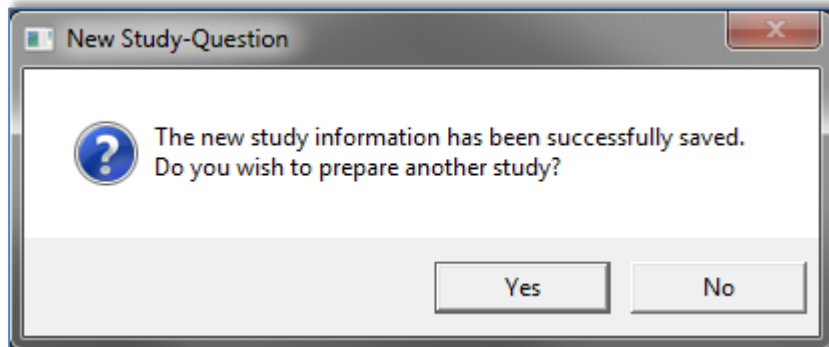 New Study-Question
The new study information has been successfully saved.
Do you wish to prepare another study?
Yes
No